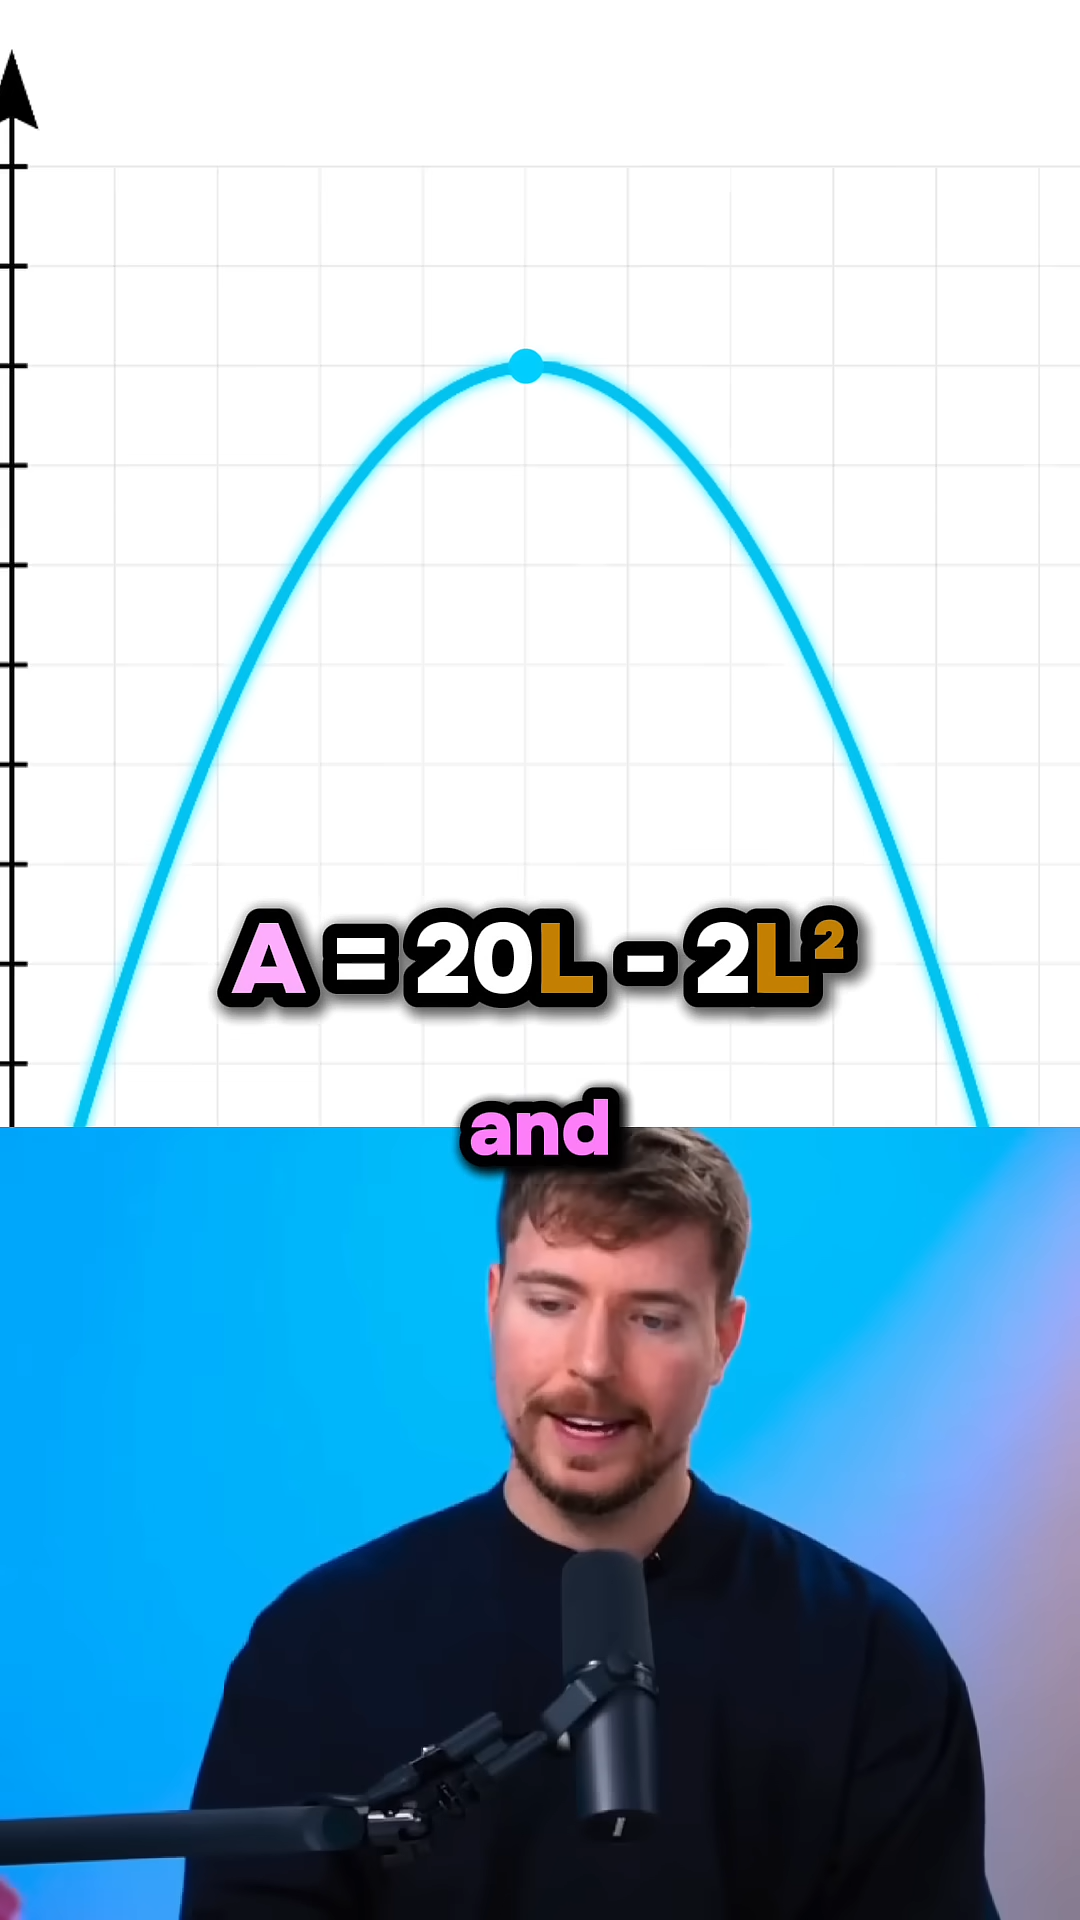 A = 20L - 2L²
and